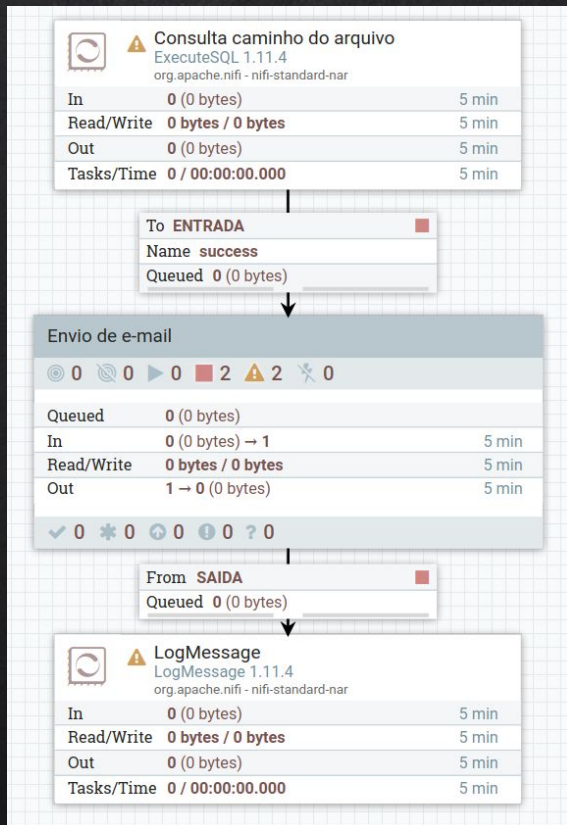 Consulta caminho do arquivo
ExecuteSQL 1.11.4
org.apache.nifi - nifi-standard-nar
In 0 (0 bytes) 5 min
Read/Write 0 bytes / 0 bytes 5 min
Out 0 (0 bytes) 5 min
Tasks/Time 0 / 00:00:00.000 5 min
To ENTRADA
Name success
Queued 0 (0 bytes)
Envio de e-mail
0 0 0 2 2 0
Queued 0 (0 bytes)
In 0 (0 bytes) → 1 5 min
Read/Write 0 bytes / 0 bytes 5 min
Out 1 → 0 (0 bytes) 5 min
0 0 0 0 ? 0
From SAIDA
Queued 0 (0 bytes)
LogMessage
LogMessage 1.11.4
org.apache.nifi - nifi-standard-nar
In 0 (0 bytes) 5 min
Read/Write 0 bytes / 0 bytes 5 min
Out 0 (0 bytes) 5 min
Tasks/Time 0 / 00:00:00.000 5 min